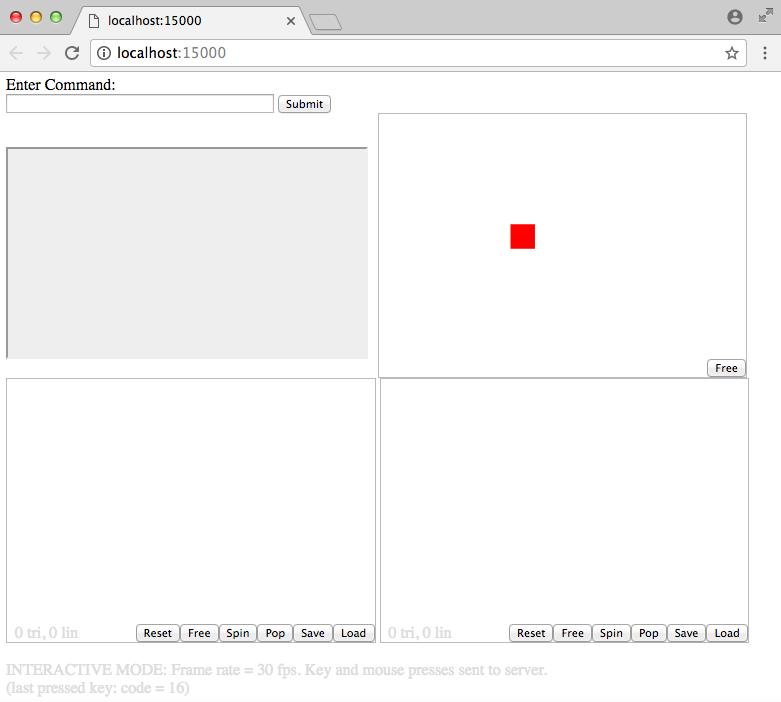 localhost:15000
localhost:15000
Enter Command:
Submit
Free
0 tri, 0 lin
Reset Free Spin Pop Save Load
0 tri, 0 lin
Reset Free Spin Pop Save Load
INTERACTIVE MODE: Frame rate = 30 fps. Key and mouse presses sent to server.
(last pressed key: code = 16)